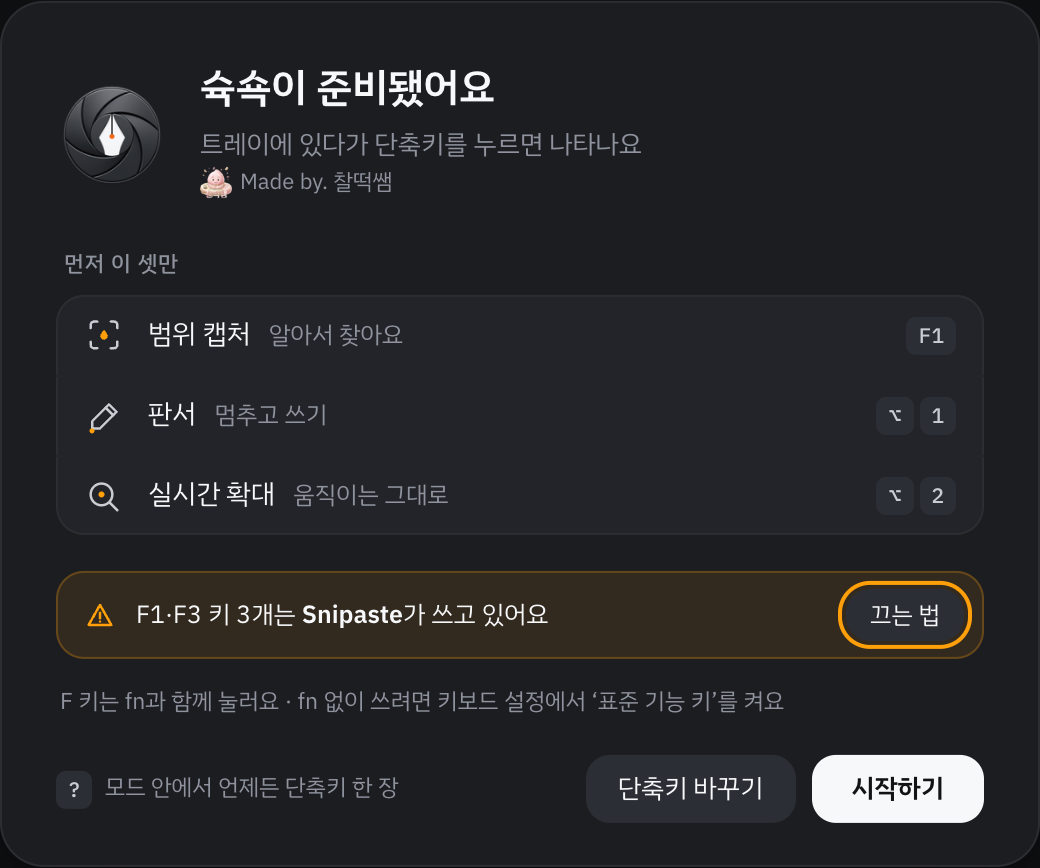 슉숔이 준비됐어요
트레이에 있다가 단축키를 누르면 나타나요
Made by. 찰떡쌤
먼저 이 셋만
범위 캡처 알아서 찾아요 F1
판서 멈추고 쓰기 ⌥ 1
실시간 확대 움직이는 그대로 ⌥ 2
F1·F3 키 3개는 Snipaste가 쓰고 있어요 끄는 법
F 키는 fn과 함께 눌러요 · fn 없이 쓰려면 키보드 설정에서 ‘표준 기능 키’를 켜요
? 모드 안에서 언제든 단축키 한 장 단축키 바꾸기 시작하기